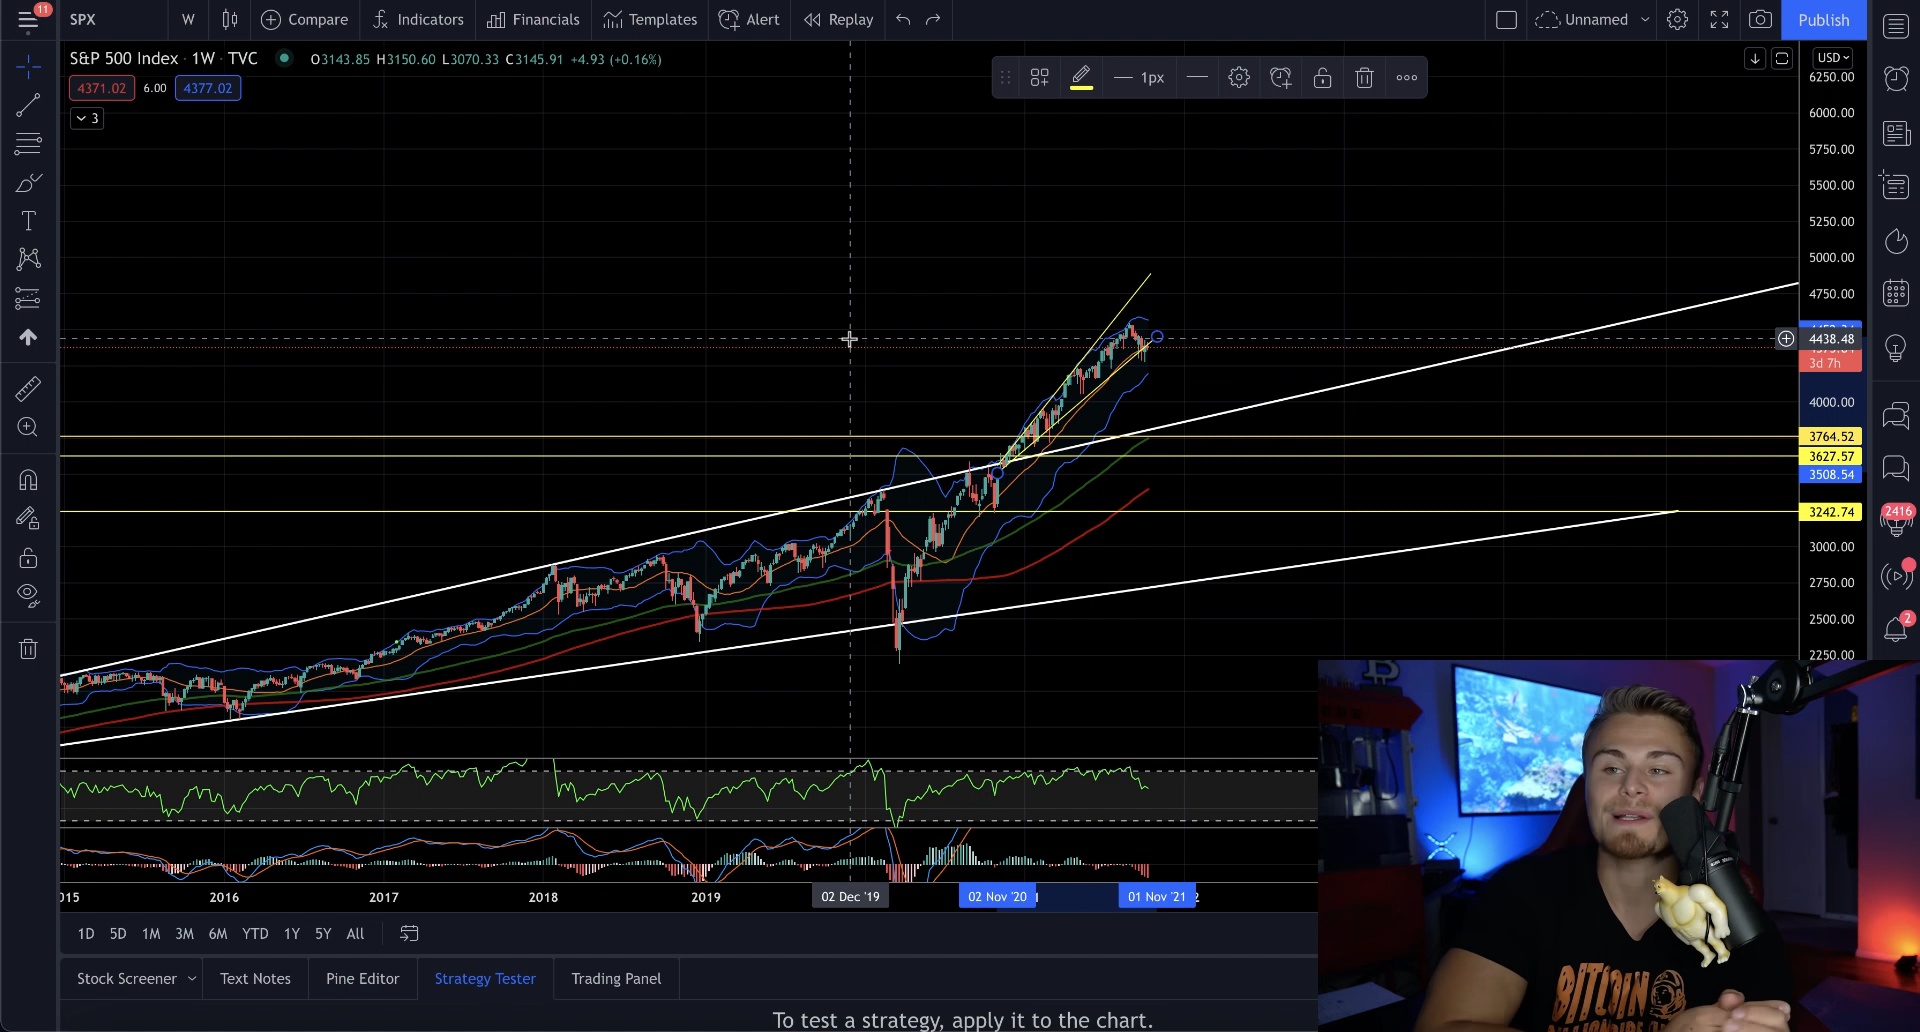 11
SPX W Compare Indicators Financials Templates Alert Replay Unnamed Publish
S&P 500 Index · 1W · TVC O3143.85 H3150.60 L3070.33 C3145.91 +4.93 (+0.16%)
4371.02 6.00 4377.02
3
1px
USD
6250.00
6000.00
5750.00
5500.00
5250.00
5000.00
4750.00
4438.48
3d 7h
4000.00
3764.52
3627.57
3508.54
3242.74
3000.00
2750.00
2500.00
2250.00
2416
2
015 2016 2017 2018 2019 02 Dec '19 02 Nov '20 01 Nov '21 2
1D 5D 1M 3M 6M YTD 1Y 5Y All
Stock Screener Text Notes Pine Editor Strategy Tester Trading Panel
To test a strategy, apply it to the chart.
BITCOIN